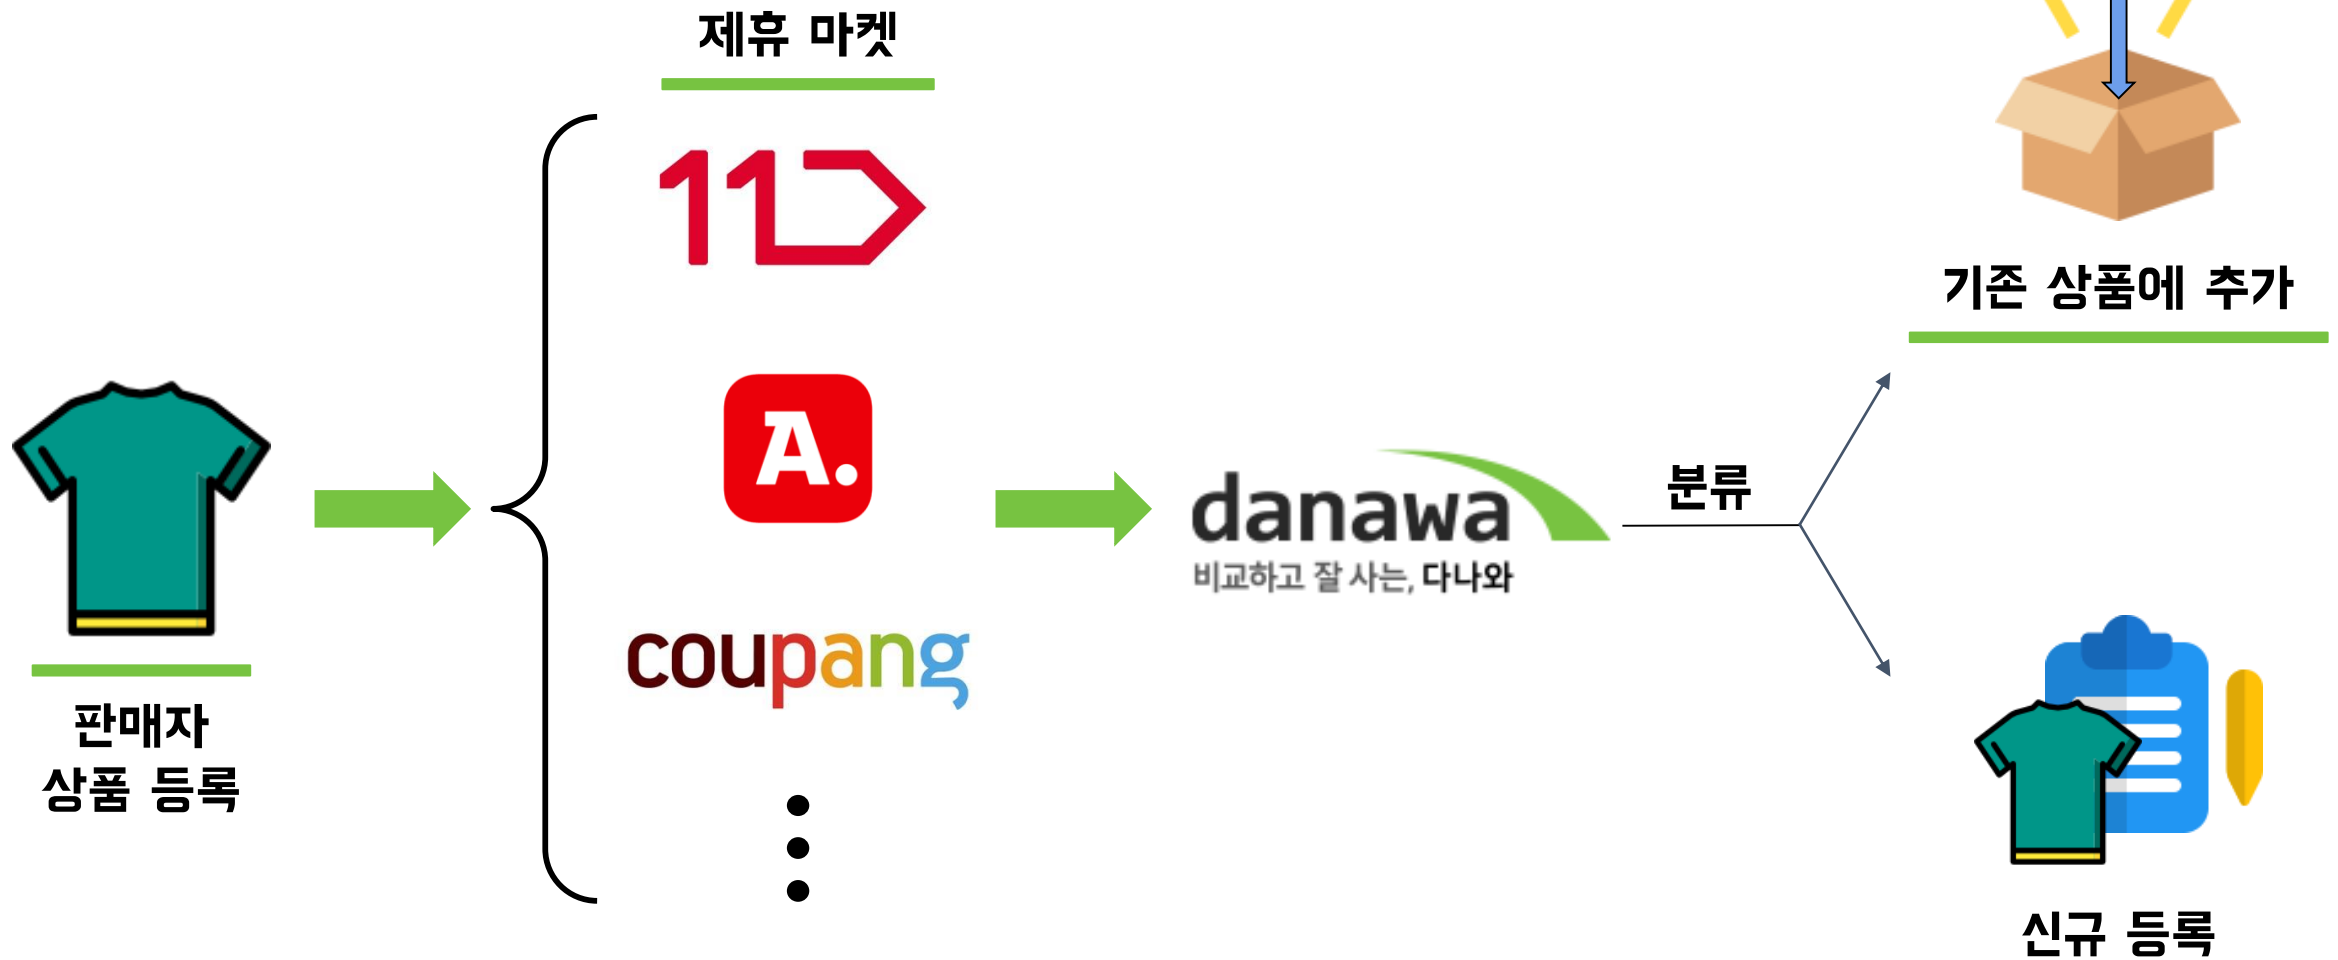 제휴 마켓
11
A.
coupang
판매자
상품 등록
danawa
비교하고 잘 사는, 다나와
분류
기존 상품에 추가
신규 등록